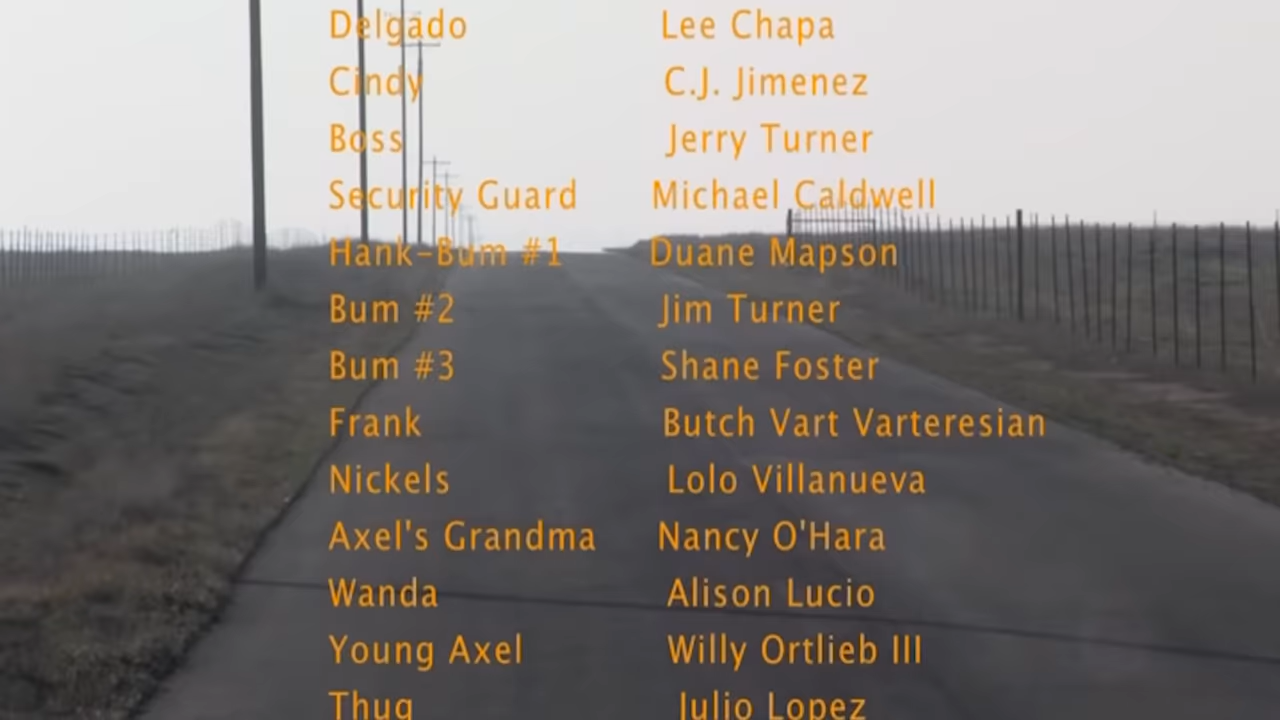 Delgado Lee Chapa
Cindy C.J. Jimenez
Boss Jerry Turner
Security Guard Michael Caldwell
Hank-Bum #1 Duane Mapson
Bum #2 Jim Turner
Bum #3 Shane Foster
Frank Butch Vart Varteresian
Nickels Lolo Villanueva
Axel's Grandma Nancy O'Hara
Wanda Alison Lucio
Young Axel Willy Ortlieb III
Thug Julio Lopez